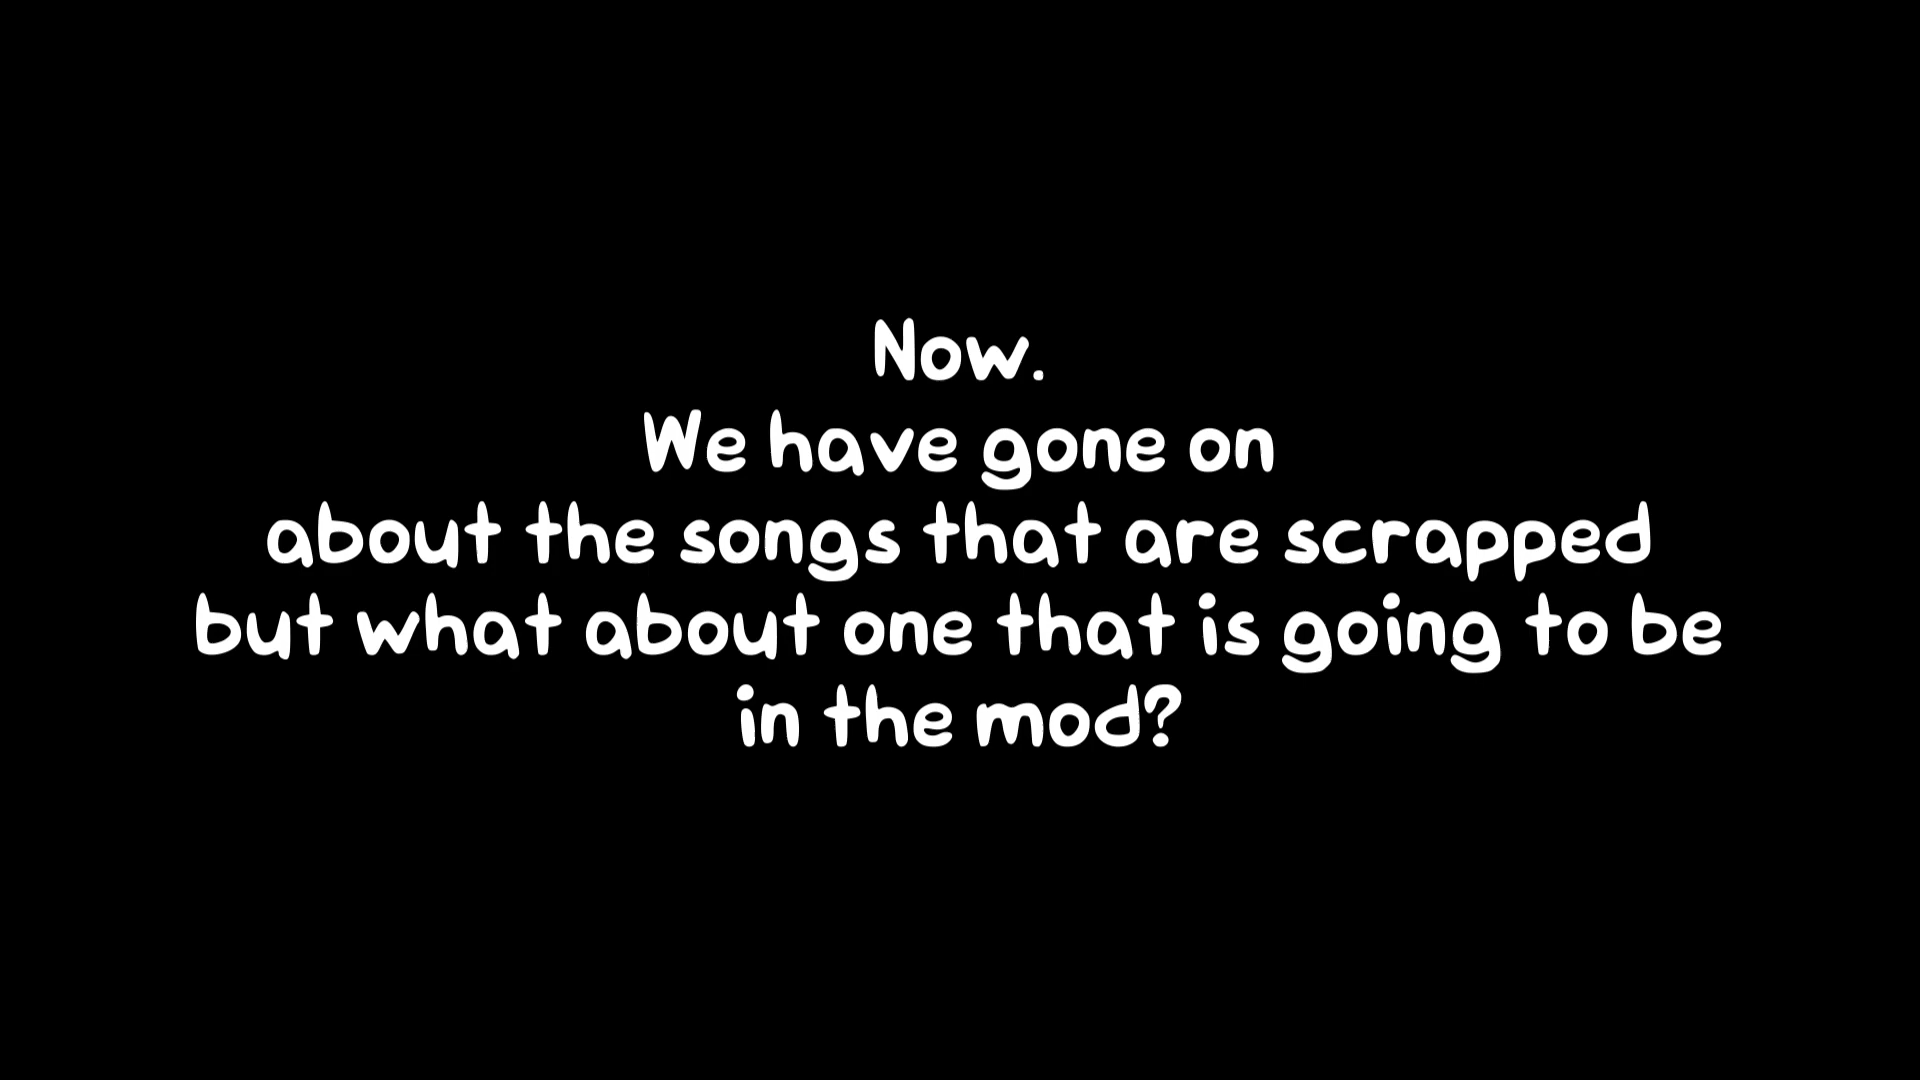 Now.
We have gone on
about the songs that are scrapped
but what about one that is going to be
in the mod?